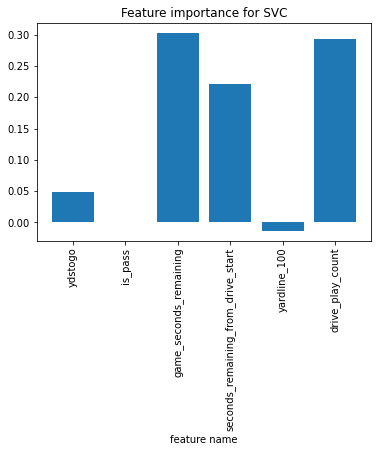 Feature importance for SVC
0.30
0.25
0.20
0.15
0.10
0.05
0.00
ydstogo
is_pass
game_seconds_remaining
seconds_remaining_from_drive_start
yardline_100
drive_play_count
feature name